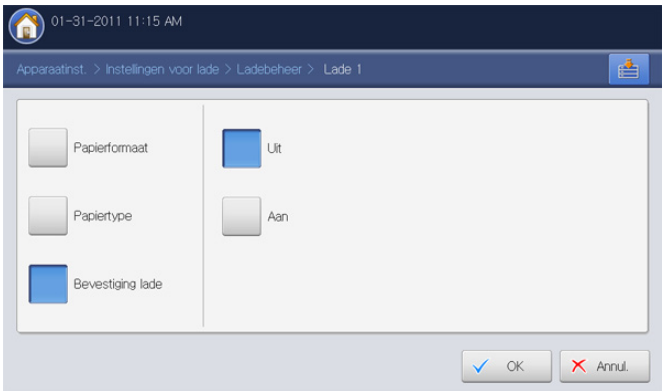 01-31-2011 11:15 AM
Apparaatinst. > Instellingen voor lade > Ladebeheer > Lade 1
Papierformaat
Uit
Papiertype
Aan
Bevestiging lade
OK
Annul.